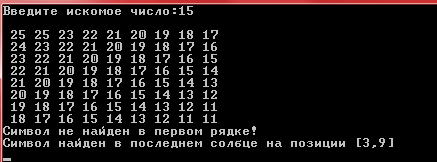 Введите искомое число:15
25 25 23 22 21 20 19 18 17
24 23 22 21 20 19 18 17 16
23 22 21 20 19 18 17 16 15
22 21 20 19 18 17 16 15 14
21 20 19 18 17 16 15 14 13
20 19 18 17 16 15 14 13 12
19 18 17 16 15 14 13 12 11
18 17 16 15 14 13 12 11 11
Символ не найден в первом рядке!
Символ найден в последнем солбце на позиции [3,9]